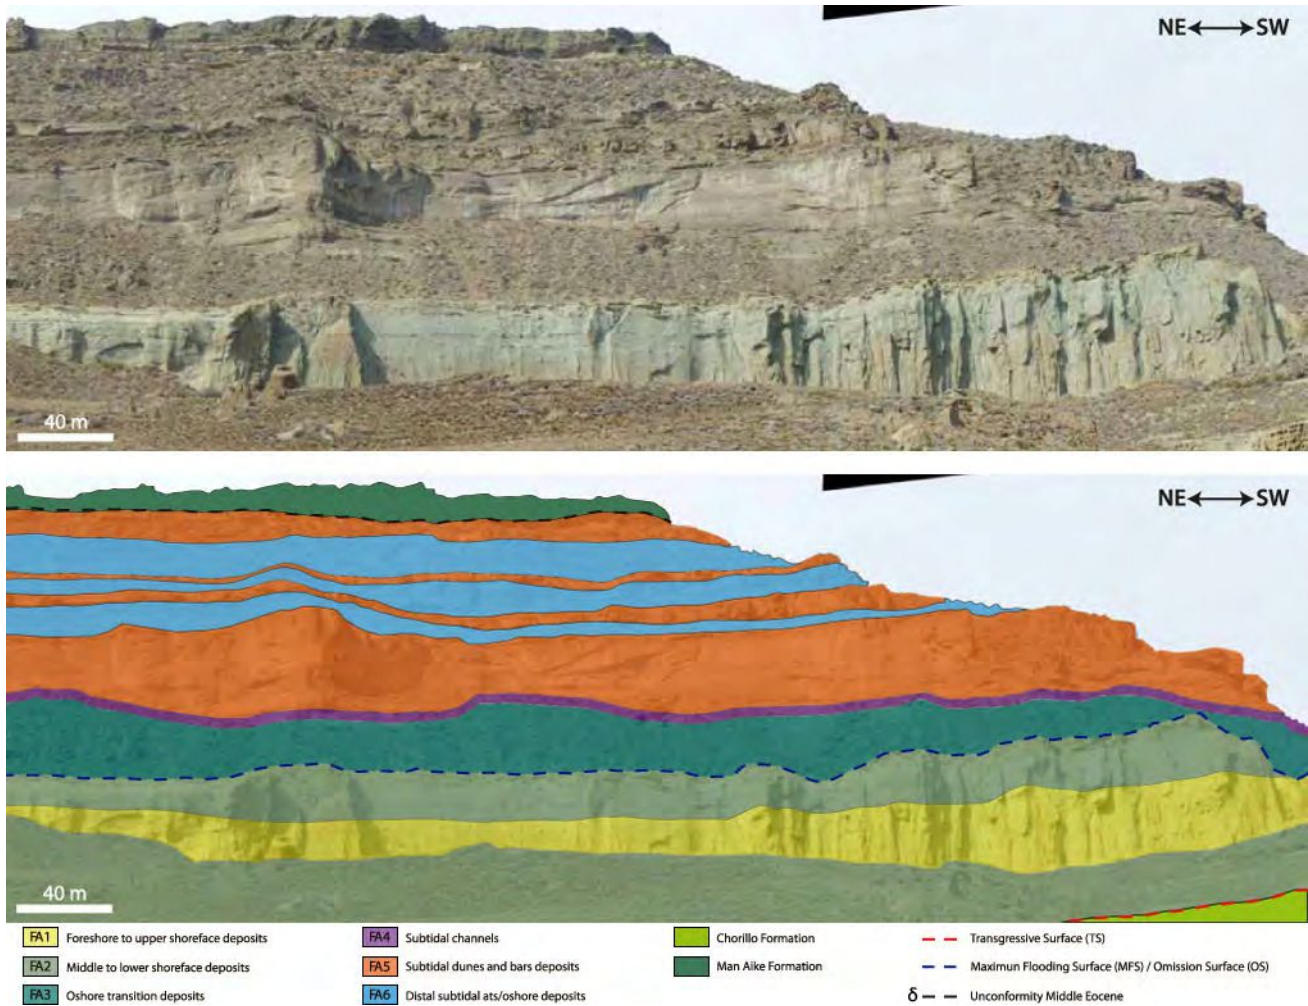 NE SW
40 m
NE SW
40 m
FA1 Foreshore to upper shoreface deposits
FA2 Middle to lower shoreface deposits
FA3 Oshore transition deposits
FA4 Subtidal channels
FA5 Subtidal dunes and bars deposits
FA6 Distal subtidal ats/oshore deposits
Chorillo Formation
Man Aike Formation
Transgressive Surface (TS)
Maximun Flooding Surface (MFS) / Omission Surface (OS)
δ Unconformity Middle Eocene